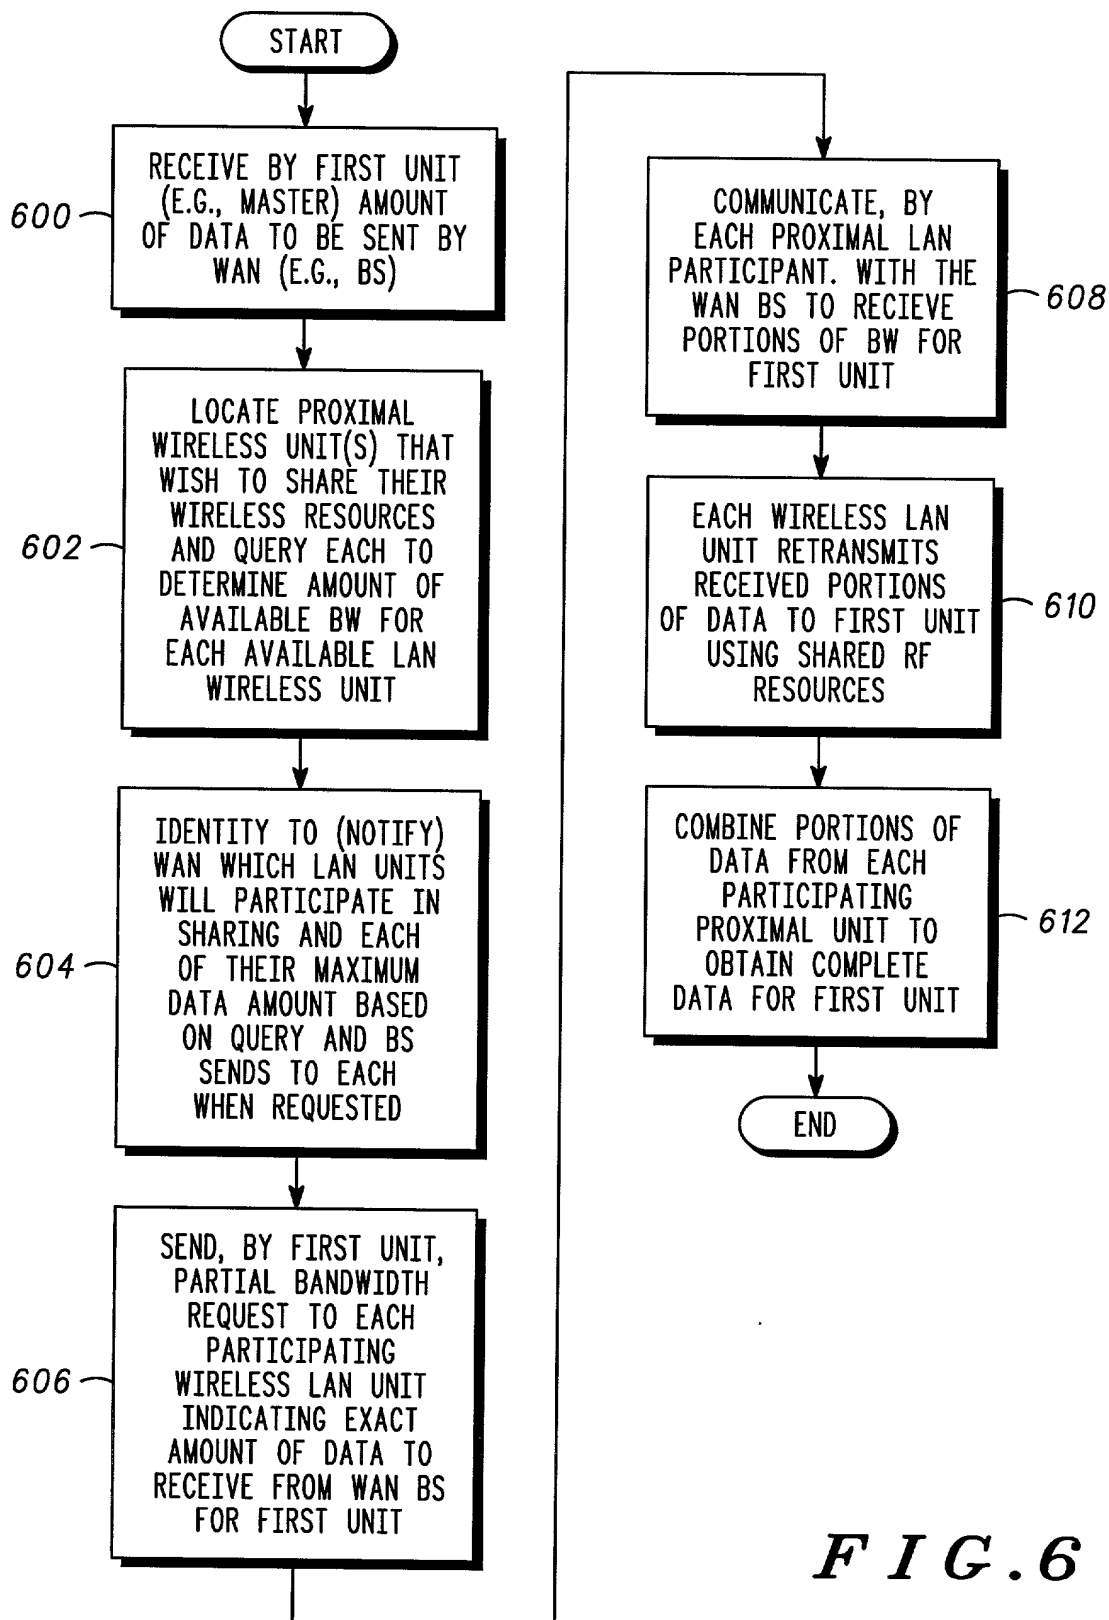 START
600
RECEIVE BY FIRST UNIT
(E.G., MASTER) AMOUNT
OF DATA TO BE SENT BY
WAN (E.G., BS)
602
LOCATE PROXIMAL
WIRELESS UNIT(S) THAT
WISH TO SHARE THEIR
WIRELESS RESOURCES
AND QUERY EACH TO
DETERMINE AMOUNT OF
AVAILABLE BW FOR
EACH AVAILABLE LAN
WIRELESS UNIT
604
IDENTITY TO (NOTIFY)
WAN WHICH LAN UNITS
WILL PARTICIPATE IN
SHARING AND EACH
OF THEIR MAXIMUM
DATA AMOUNT BASED
ON QUERY AND BS
SENDS TO EACH
WHEN REQUESTED
606
SEND, BY FIRST UNIT,
PARTIAL BANDWIDTH
REQUEST TO EACH
PARTICIPATING
WIRELESS LAN UNIT
INDICATING EXACT
AMOUNT OF DATA TO
RECEIVE FROM WAN BS
FOR FIRST UNIT
COMMUNICATE, BY
EACH PROXIMAL LAN
PARTICIPANT. WITH THE
WAN BS TO RECIEVE
PORTIONS OF BW FOR
FIRST UNIT
608
EACH WIRELESS LAN
UNIT RETRANSMITS
RECEIVED PORTIONS
OF DATA TO FIRST UNIT
USING SHARED RF
RESOURCES
610
COMBINE PORTIONS OF
DATA FROM EACH
PARTICIPATING
PROXIMAL UNIT TO
OBTAIN COMPLETE
DATA FOR FIRST UNIT
612
END
FIG.6